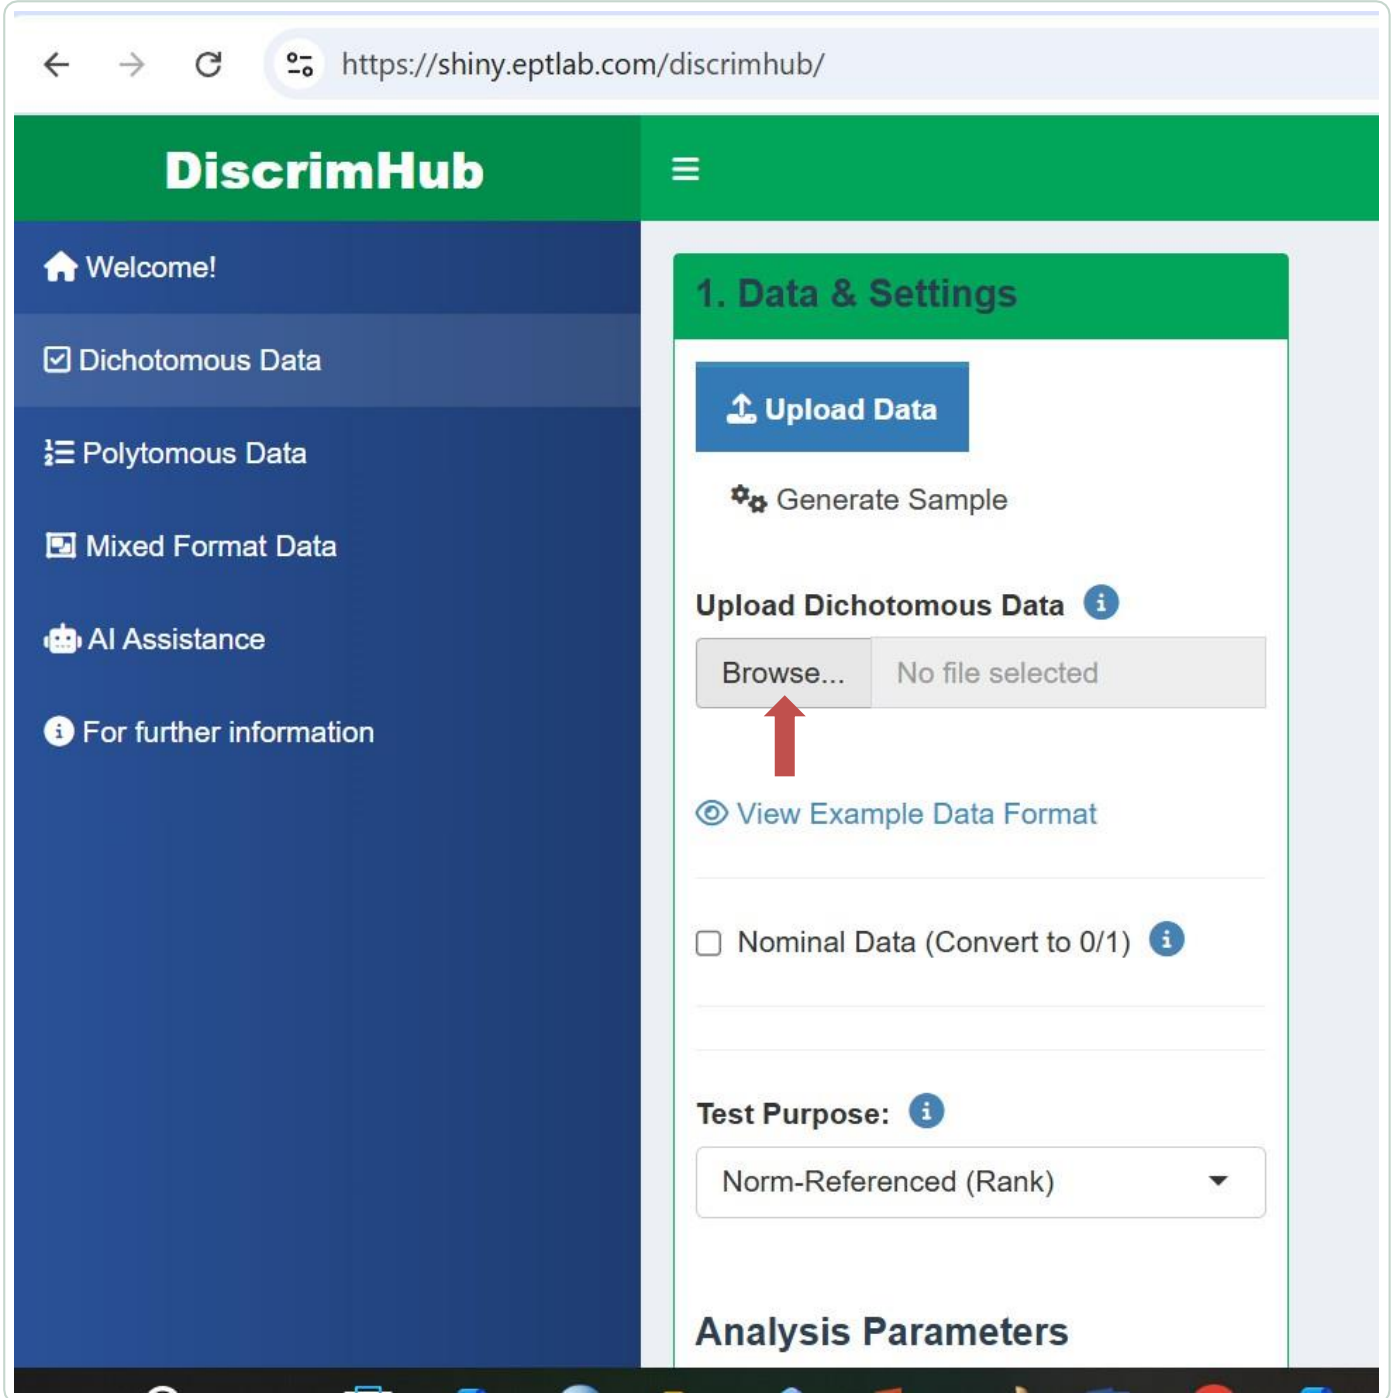 https://shiny.eptlab.com/discrimhub/
DiscrimHub
Welcome!
Dichotomous Data
Polytomous Data
Mixed Format Data
AI Assistance
For further information
1. Data & Settings
Upload Data
Generate Sample
Upload Dichotomous Data
Browse... No file selected
View Example Data Format
Nominal Data (Convert to 0/1)
Test Purpose:
Norm-Referenced (Rank)
Analysis Parameters